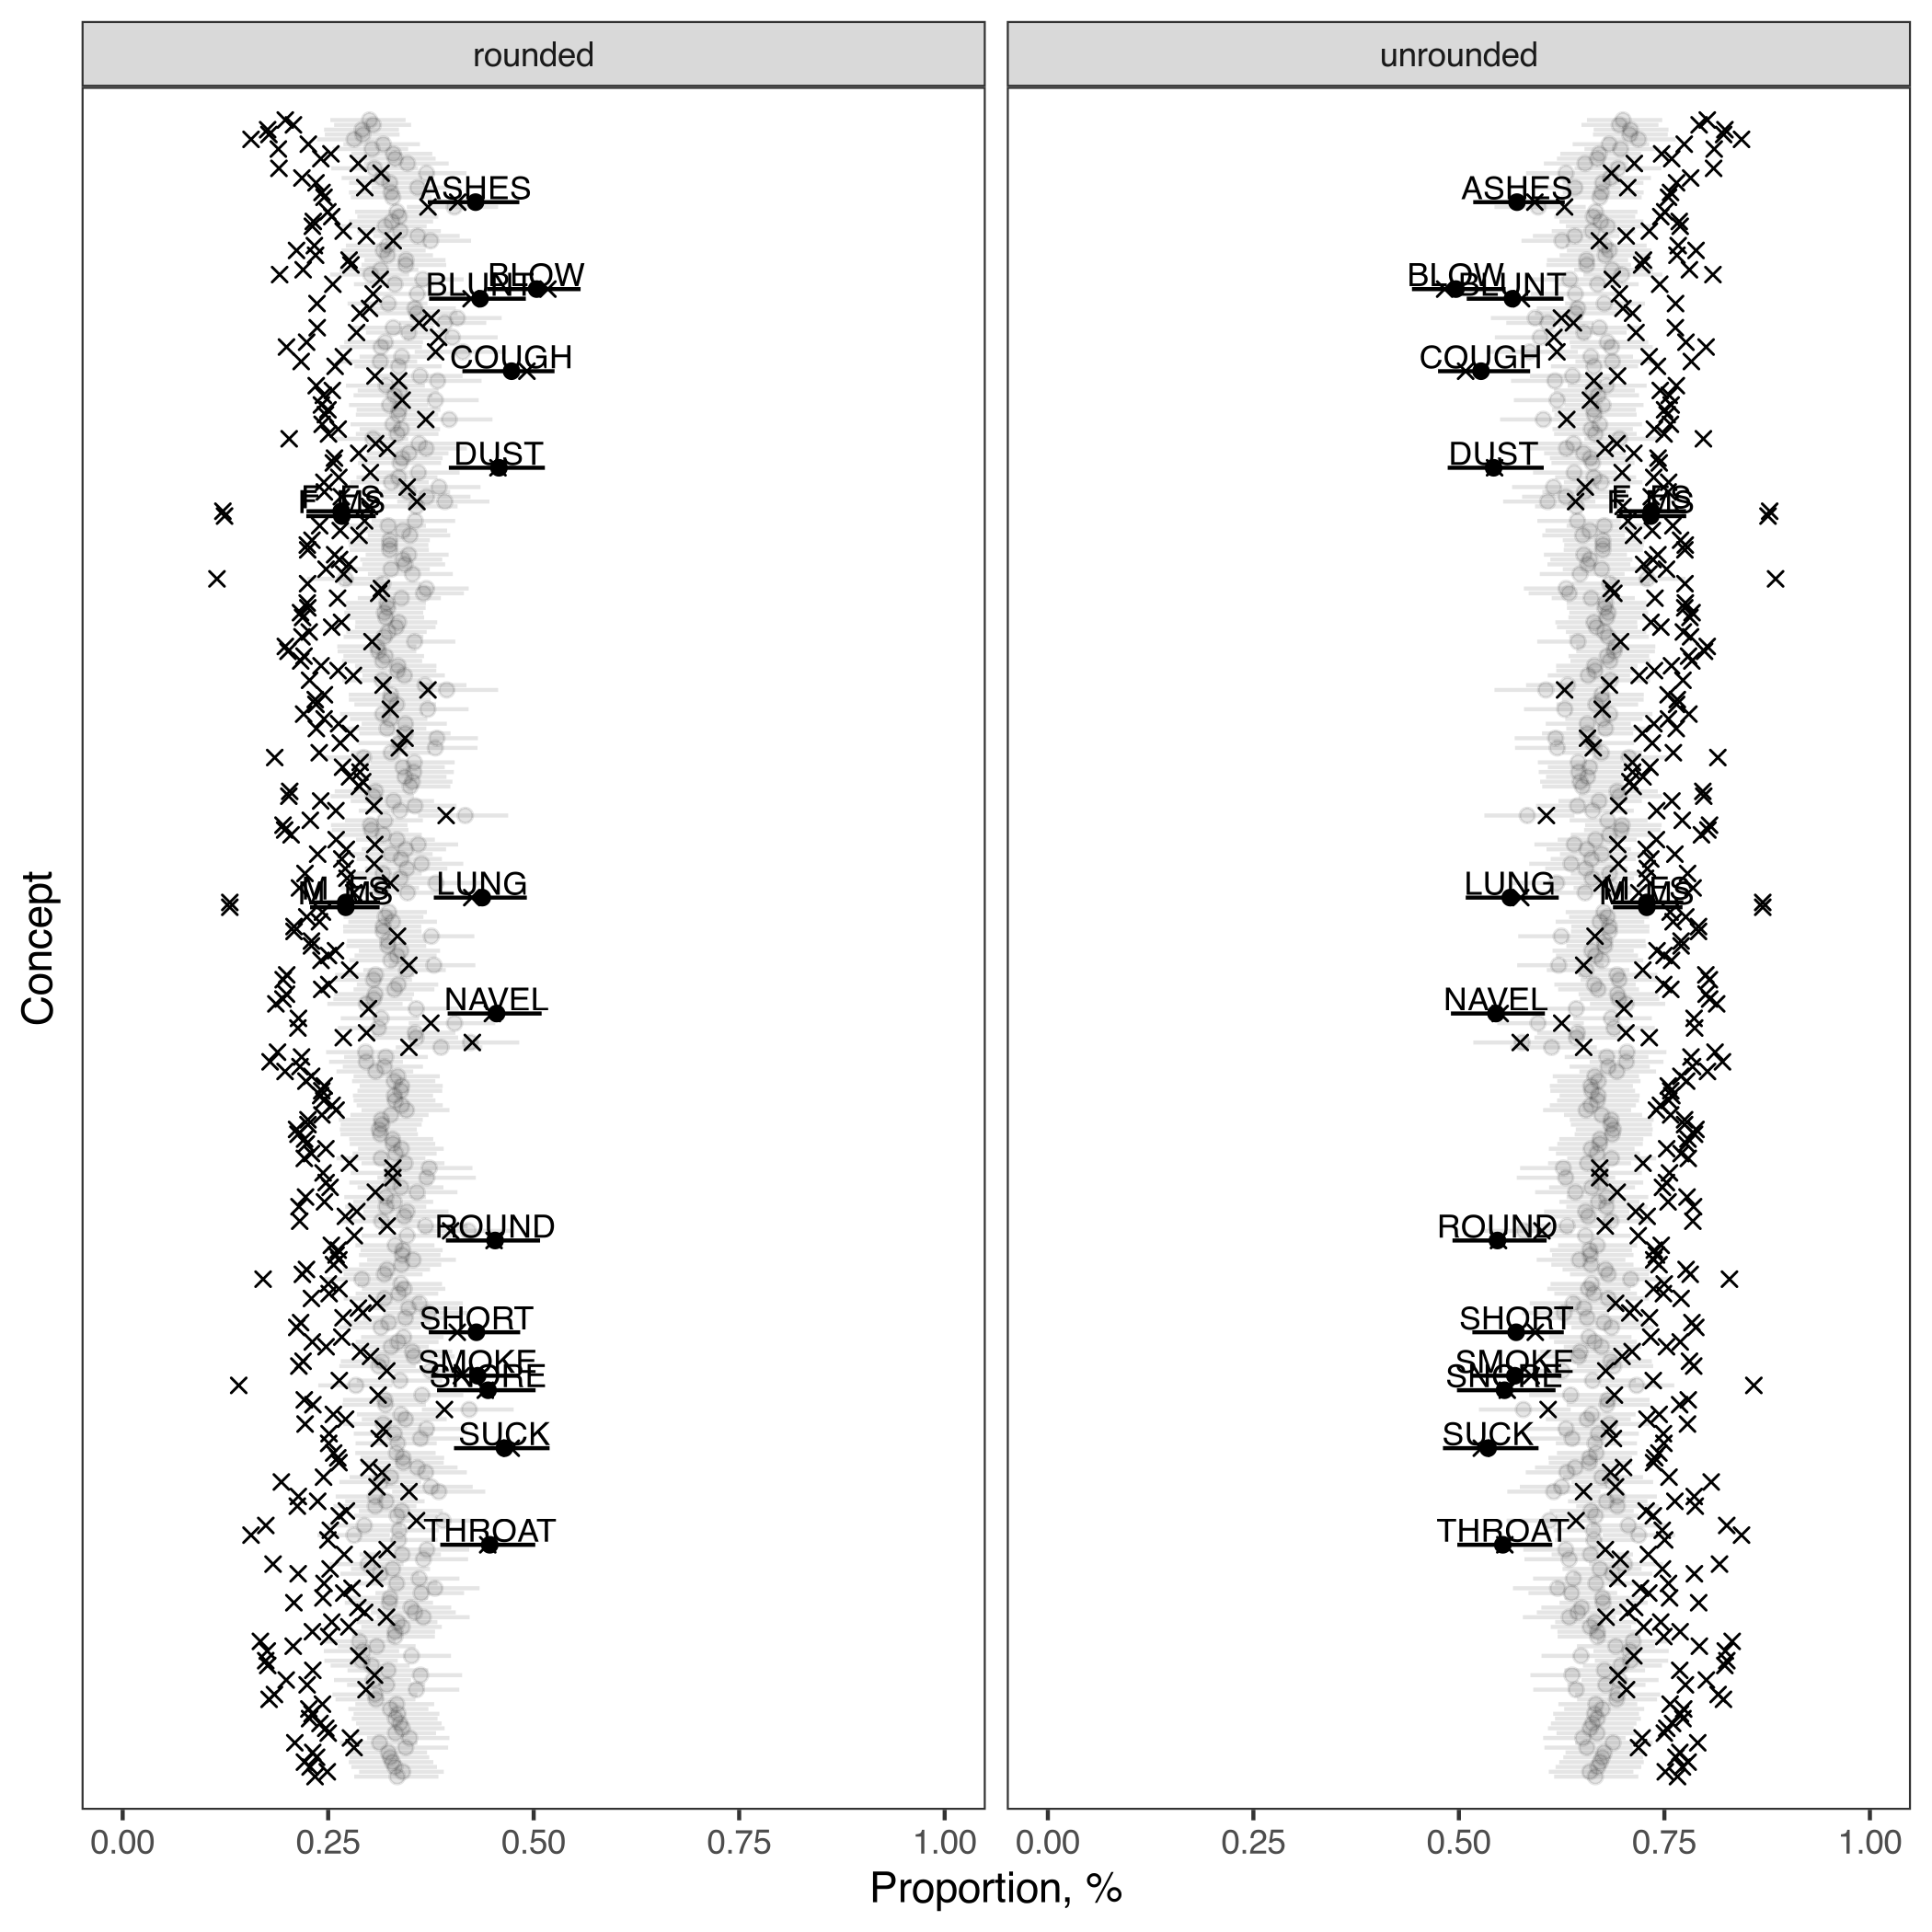 rounded
unrounded
ASHES
BLOW
BLUNT
COUGH
DUST
LUNG
NAVEL
ROUND
SHORT
SMOKE
SNORE
SUCK
THROAT
ASHES
BLOW
BLUNT
COUGH
DUST
LUNG
NAVEL
ROUND
SHORT
SMOKE
SNORE
SUCK
THROAT
Concept
0.00 0.25 0.50 0.75 1.00
0.00 0.25 0.50 0.75 1.00
Proportion, %